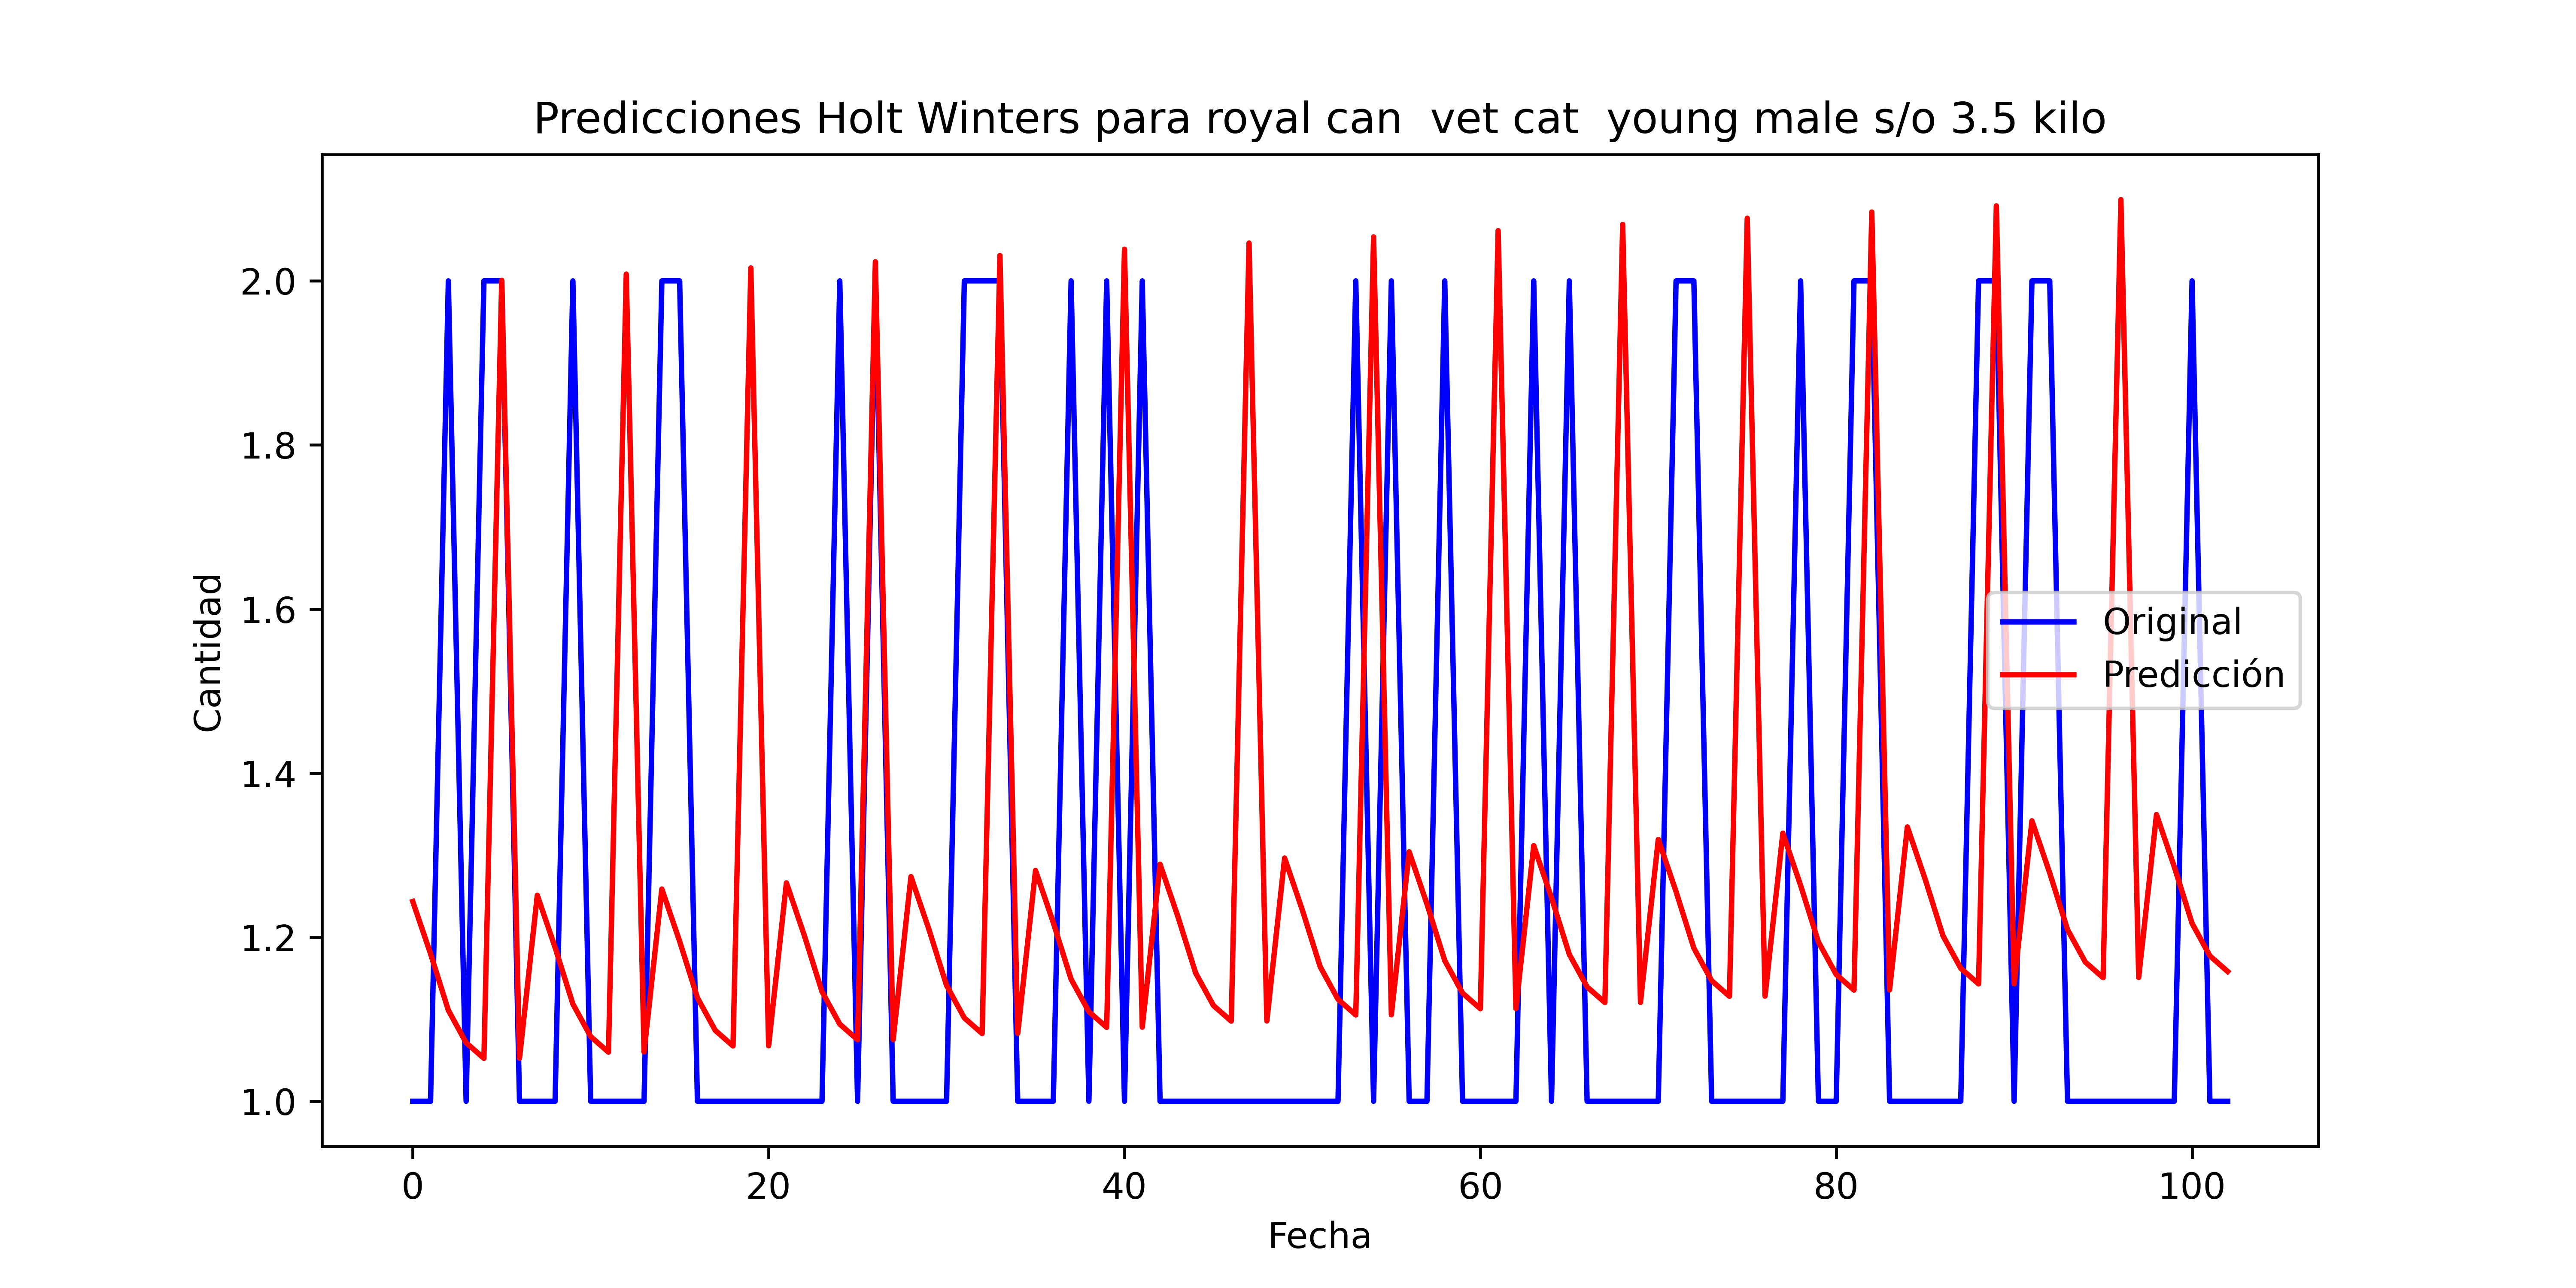 Predicciones Holt Winters para royal can  vet cat  young male s/o 3.5 kilo
2.0
1.8
1.6
1.4
1.2
1.0
Cantidad
Original
Predicción
0 20 40 60 80 100
Fecha